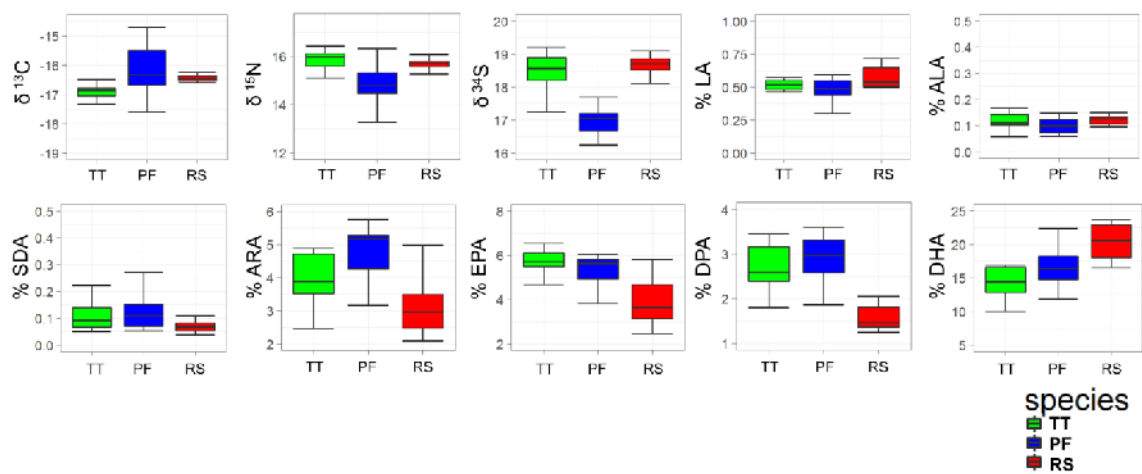 δ 13C
-15
-16
-17
-18
-19
TT PF RS
δ 15N
16
14
12
TT PF RS
δ 34S
20
19
18
17
16
TT PF RS
% LA
1.00
0.75
0.50
0.25
0.00
TT PF RS
% ALA
0.5
0.4
0.3
0.2
0.1
0.0
TT PF RS
% SDA
0.5
0.4
0.3
0.2
0.1
0.0
TT PF RS
% ARA
6
5
4
3
2
TT PF RS
% EPA
8
6
4
2
TT PF RS
% DPA
4
3
2
1
TT PF RS
% DHA
25
20
15
10
5
TT PF RS
species
TT
PF
RS